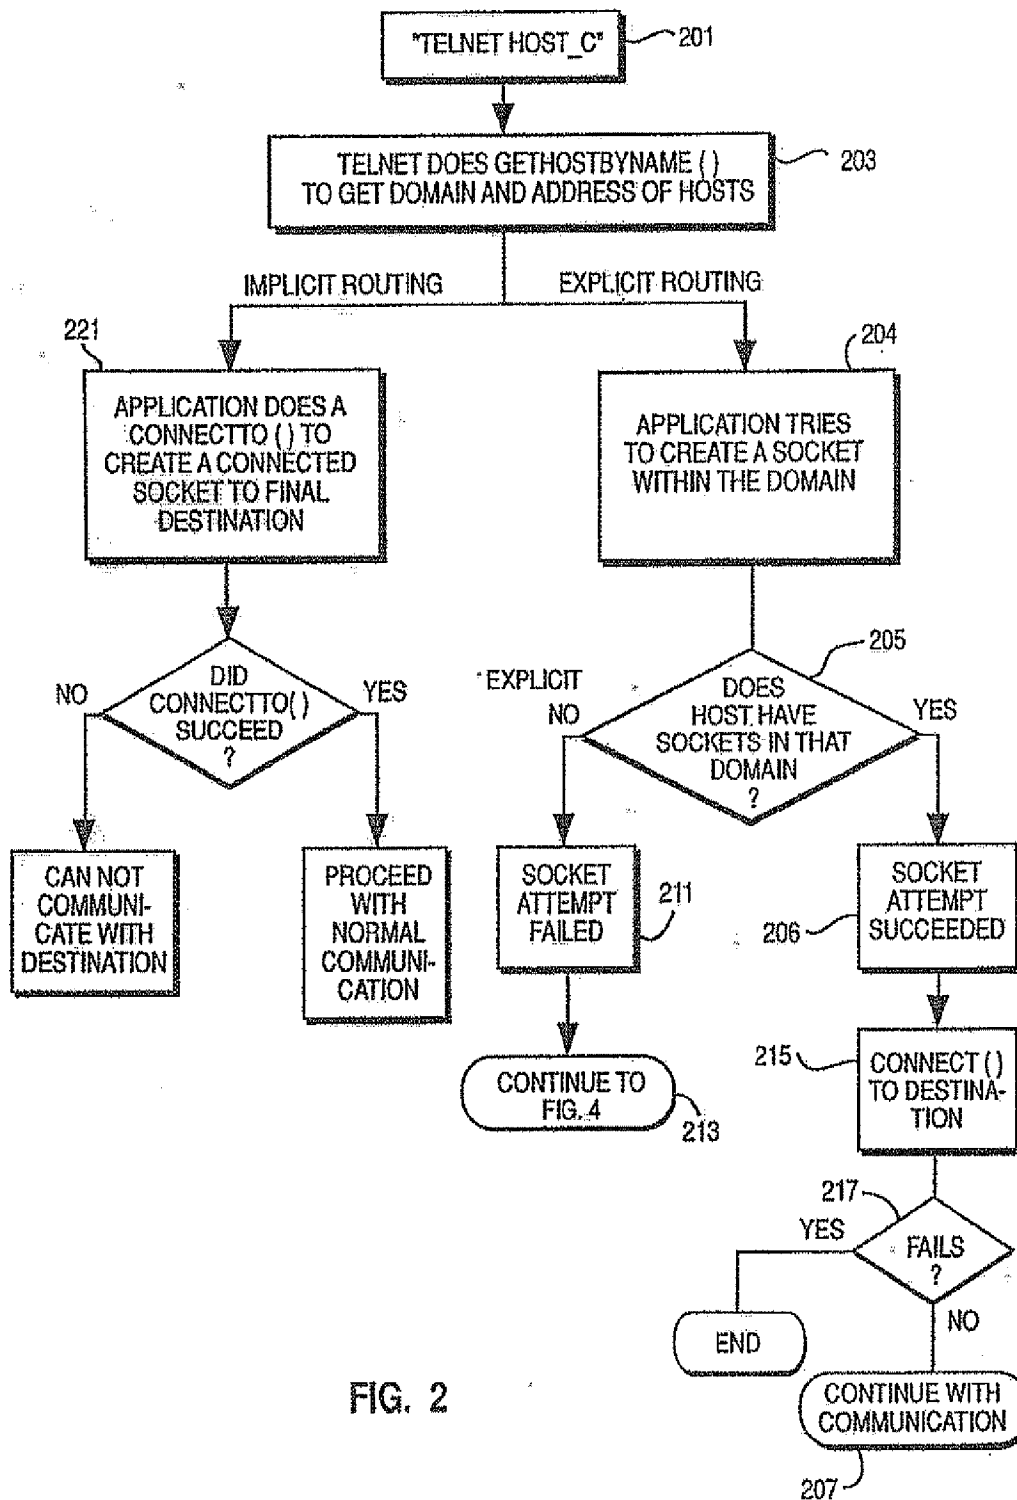 "TELNET HOST_C"
201
TELNET DOES GETHOSTBYNAME ( )
TO GET DOMAIN AND ADDRESS OF HOSTS
203
IMPLICIT ROUTING
EXPLICIT ROUTING
221
APPLICATION DOES A
CONNECTTO ( ) TO
CREATE A CONNECTED
SOCKET TO FINAL
DESTINATION
204
APPLICATION TRIES
TO CREATE A SOCKET
WITHIN THE DOMAIN
NO
DID
CONNECTTO( )
SUCCEED
?
YES
205
EXPLICIT
NO
DOES
HOST HAVE
SOCKETS IN THAT
DOMAIN
?
YES
CAN NOT
COMMUNI-
CATE WITH
DESTINATION
PROCEED
WITH
NORMAL
COMMUNI-
CATION
SOCKET
ATTEMPT
FAILED
211
SOCKET
ATTEMPT
SUCCEEDED
206
CONTINUE TO
FIG. 4
213
215
CONNECT ( )
TO DESTINA-
TION
217
YES
FAILS
?
NO
END
CONTINUE WITH
COMMUNICATION
207
FIG. 2